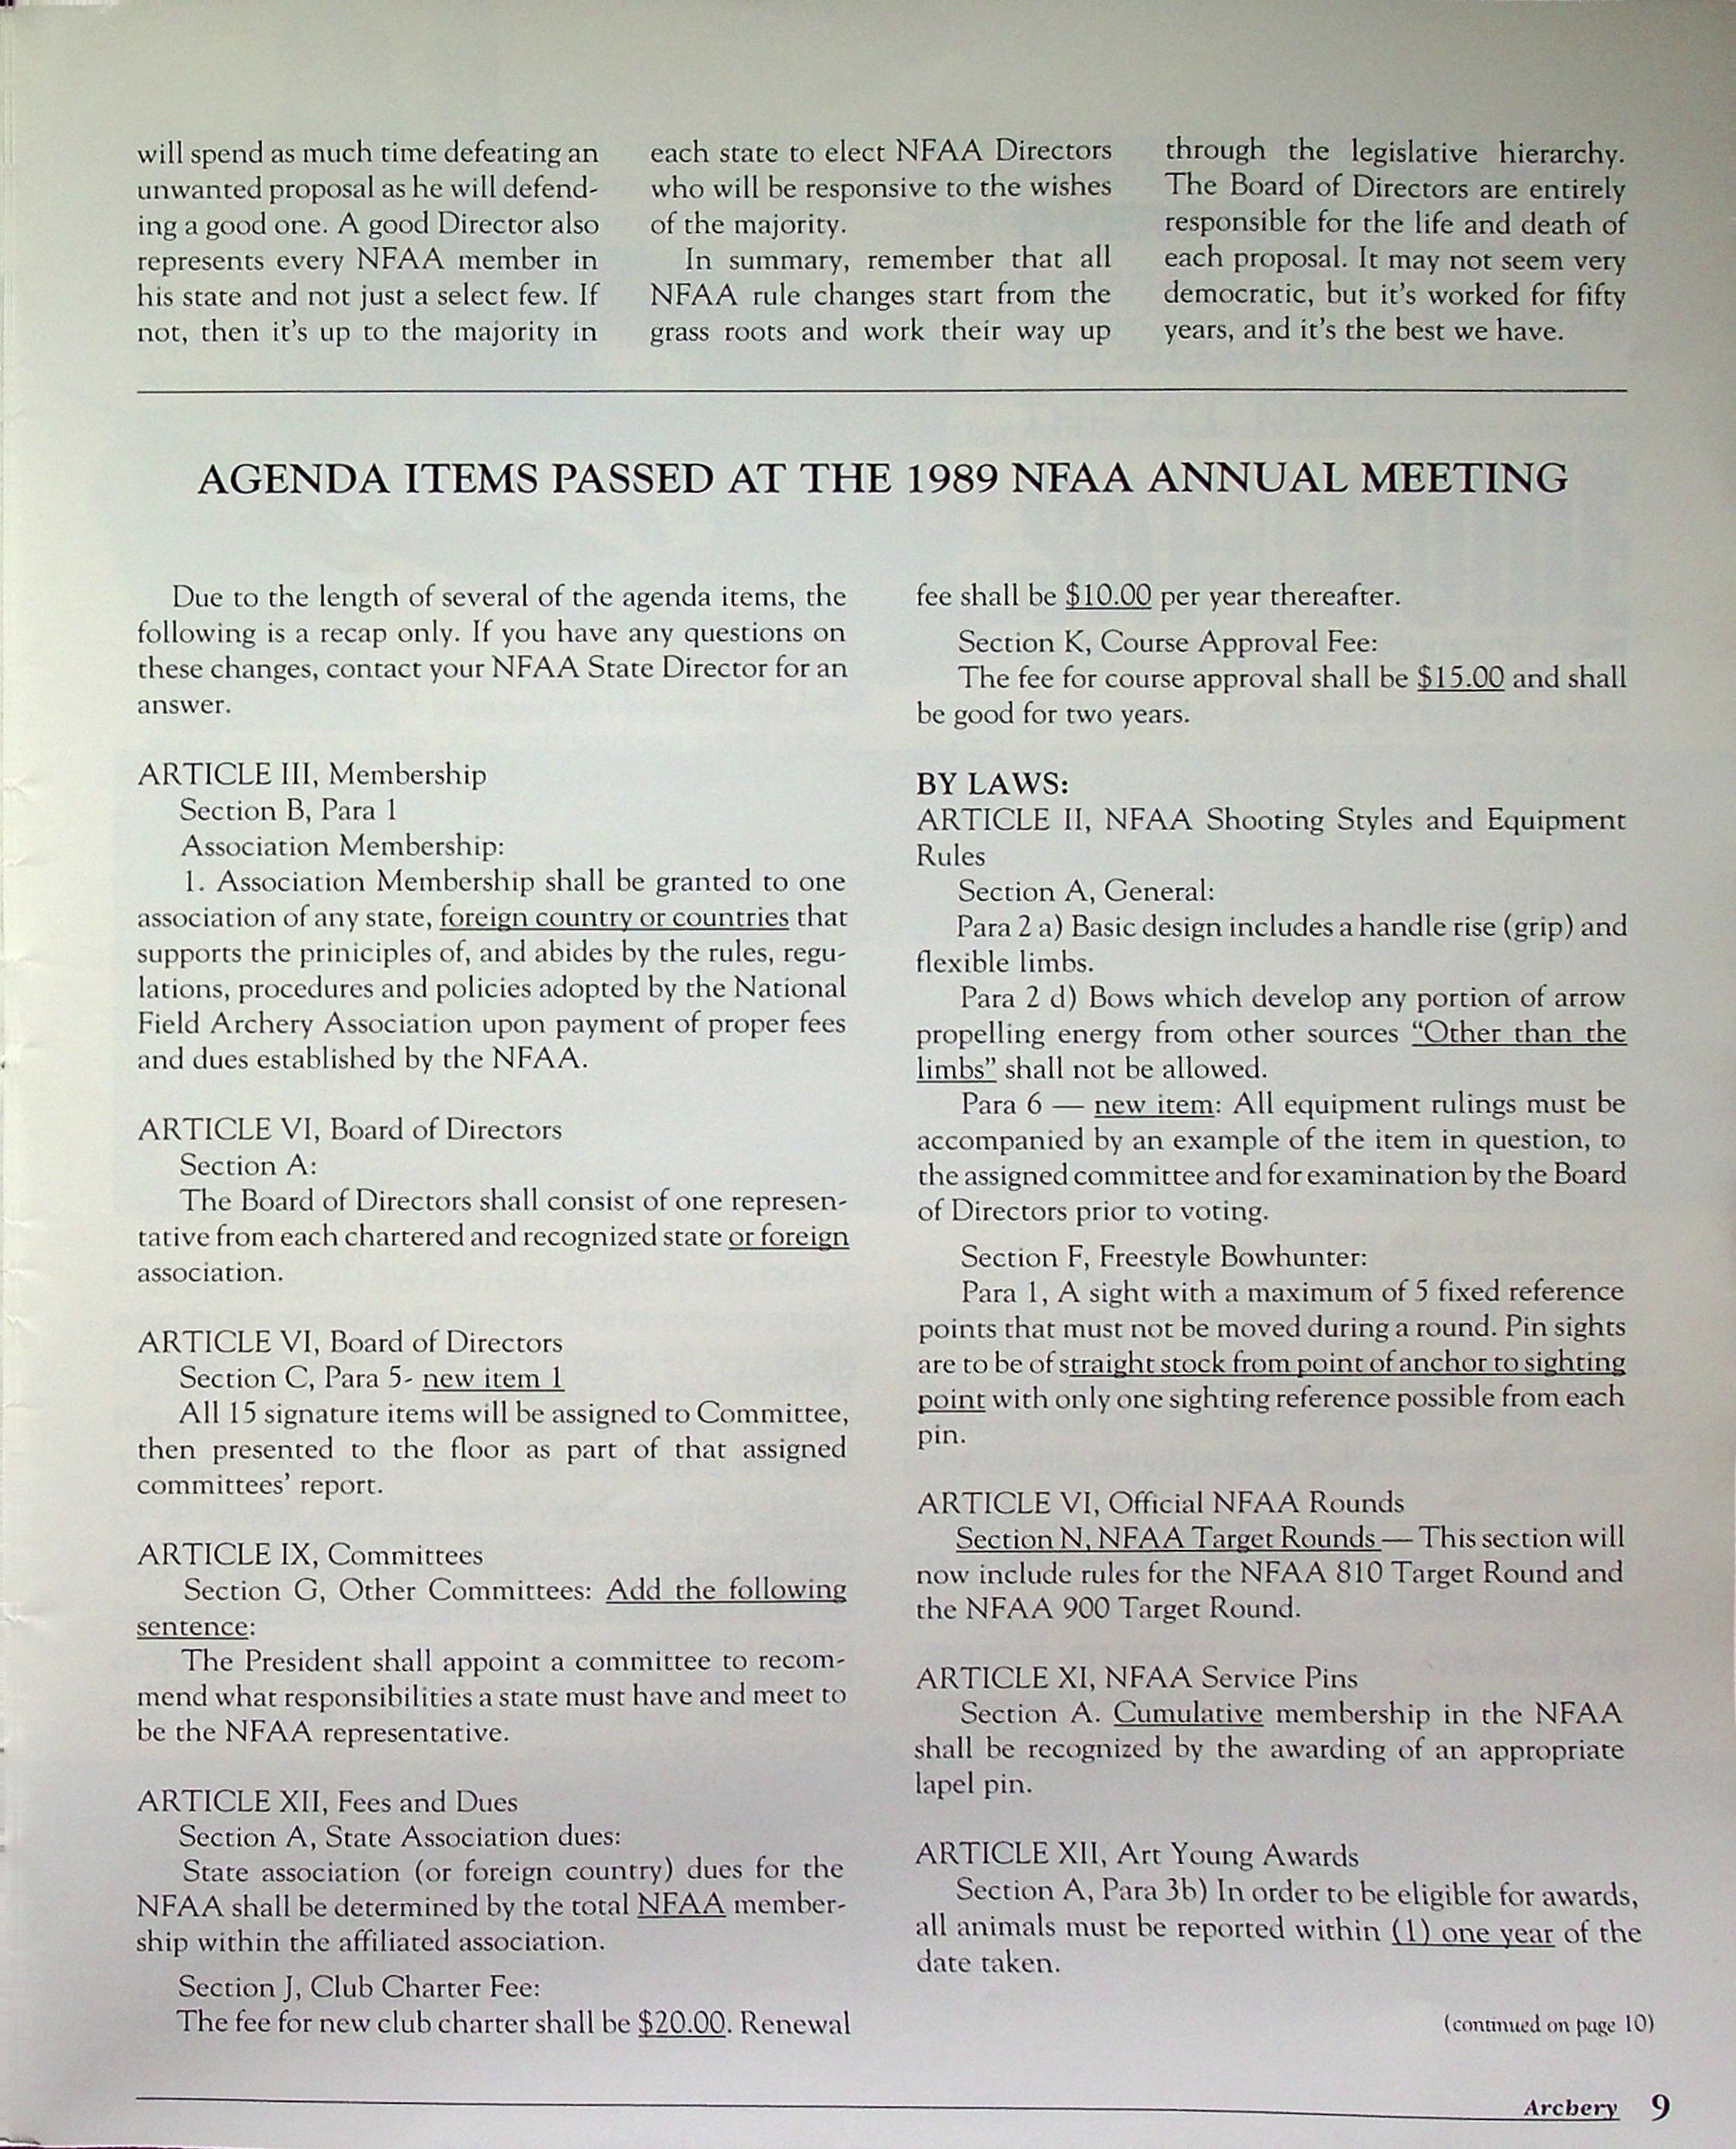 will spend as much time defeating an
unwanted proposal as he will defend-
ing a good one. A good Director also
represents every NFAA member in
his state and not just a select few. If
not, then it's up to the majority in
each state to elect NFAA Directors
who will be responsive to the wishes
of the majority.
In summary, remember that all
NFAA rule changes start from the
grass roots and work their way up
through the legislative hierarchy.
The Board of Directors are entirely
responsible for the life and death of
each proposal. It may not seem very
democratic, but it's worked for fifty
years, and it's the best we have.
AGENDA ITEMS PASSED AT THE 1989 NFAA ANNUAL MEETING
Due to the length of several of the agenda items, the
following is a recap only. If you have any questions on
these changes, contact your NFAA State Director for an
answer.
ARTICLE III, Membership
Section B, Para 1
Association Membership:
1. Association Membership shall be granted to one
association of any state, foreign country or countries that
supports the priniciples of, and abides by the rules, regu-
lations, procedures and policies adopted by the National
Field Archery Association upon payment of proper fees
and dues established by the NFAA.
ARTICLE VI, Board of Directors
Section A:
The Board of Directors shall consist of one represen-
tative from each chartered and recognized state or foreign
association.
ARTICLE VI, Board of Directors
Section C, Para 5- new item 1
All 15 signature items will be assigned to Committee,
then presented to the floor as part of that assigned
committees' report.
ARTICLE IX, Committees
Section G, Other Committees: Add the following
sentence:
The President shall appoint a committee to recom-
mend what responsibilities a state must have and meet to
be the NFAA representative.
ARTICLE XII, Fees and Dues
Section A, State Association dues:
State association (or foreign country) dues for the
NFAA shall be determined by the total NFAA member-
ship within the affiliated association.
Section J, Club Charter Fee:
The fee for new club charter shall be $20.00. Renewal
fee shall be $10.00 per year thereafter.
Section K, Course Approval Fee:
The fee for course approval shall be $15.00 and shall
be good for two years.
BY LAWS:
ARTICLE II, NFAA Shooting Styles and Equipment
Rules
Section A, General:
Para 2 a) Basic design includes a handle rise (grip) and
flexible limbs.
Para 2 d) Bows which develop any portion of arrow
propelling energy from other sources "Other than the
limbs" shall not be allowed.
Para 6 — new item: All equipment rulings must be
accompanied by an example of the item in question, to
the assigned committee and for examination by the Board
of Directors prior to voting.
Section F, Freestyle Bowhunter:
Para 1, A sight with a maximum of 5 fixed reference
points that must not be moved during a round. Pin sights
are to be of straight stock from point of anchor to sighting
point with only one sighting reference possible from each
pin.
ARTICLE VI, Official NFAA Rounds
Section N, NFAA Target Rounds — This section will
now include rules for the NFAA 810 Target Round and
the NFAA 900 Target Round.
ARTICLE XI, NFAA Service Pins
Section A. Cumulative membership in the NFAA
shall be recognized by the awarding of an appropriate
lapel pin.
ARTICLE XII, Art Young Awards
Section A, Para 3b) In order to be eligible for awards,
all animals must be reported within (1) one year of the
date taken.
(continued on page 10)
Archery 9